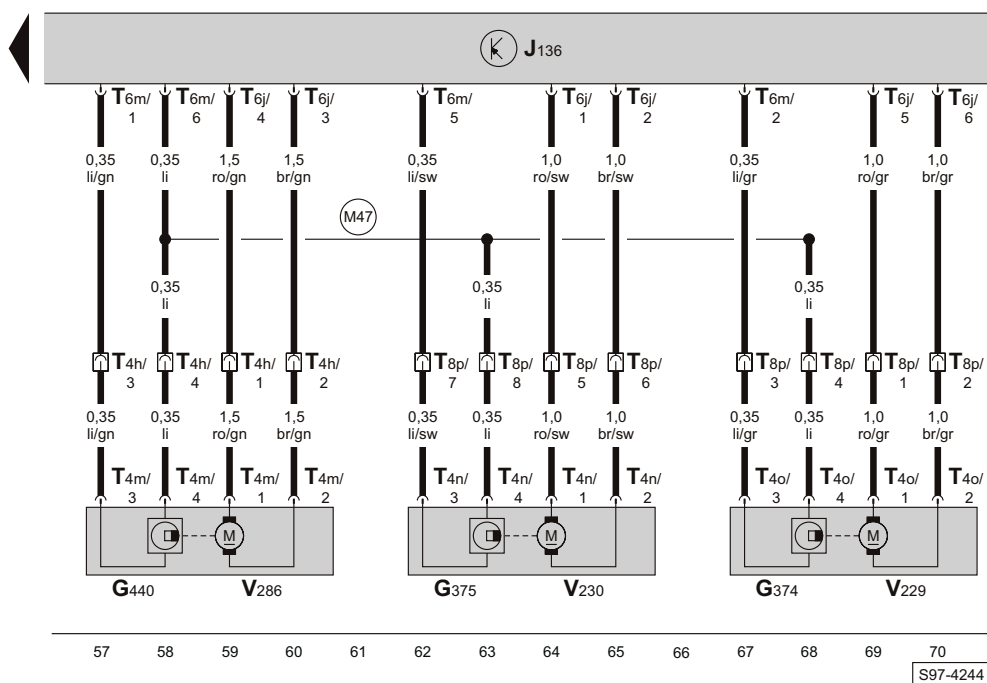 J136
T6m/ T6m/ T6j/ T6j/ T6m/ T6j/ T6j/ T6m/ T6j/ T6j/
1 6 4 3 5 1 2 2 5 6
0,35 0,35 1,5 1,5 0,35 1,0 1,0 0,35 1,0 1,0
li/gn li ro/gn br/gn li/sw ro/sw br/sw li/gr ro/gr br/gr
M47
0,35 0,35 0,35
li li li
T4h/ T4h/ T4h/ T4h/ T8p/ T8p/ T8p/ T8p/ T8p/ T8p/ T8p/ T8p/
3 4 1 2 7 8 5 6 3 4 1 2
0,35 0,35 1,5 1,5 0,35 0,35 1,0 1,0 0,35 0,35 1,0 1,0
li/gn li ro/gn br/gn li/sw li ro/sw br/sw li/gr li ro/gr br/gr
T4m/ T4m/ T4m/ T4m/ T4n/ T4n/ T4n/ T4n/ T4o/ T4o/ T4o/ T4o/
3 4 1 2 3 4 1 2 3 4 1 2
M M M
G440 V286 G375 V230 G374 V229
57 58 59 60 61 62 63 64 65 66 67 68 69 70
S97-4244